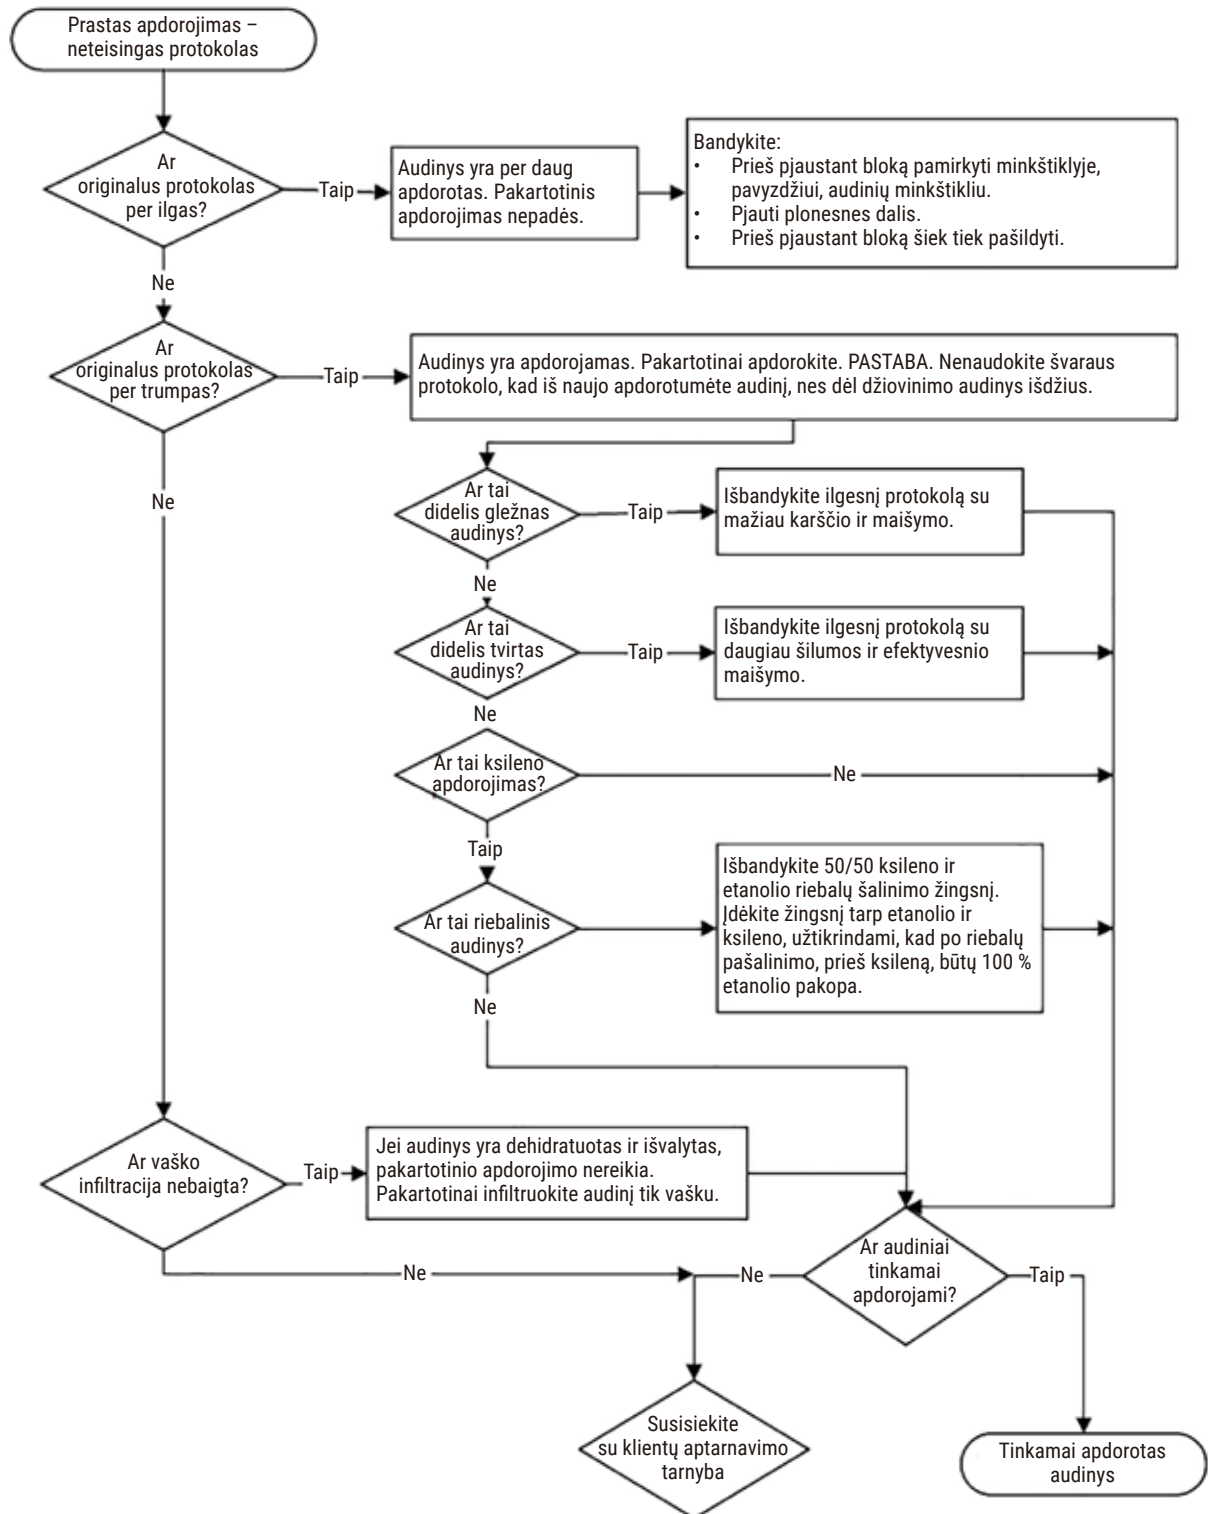 Prastas apdorojimas –
neteisingas protokolas
Ar
originalus protokolas
per ilgas?
Taip
Audinys yra per daug
apdorotas. Pakartotinis
apdorojimas nepadės.
Bandykite:
• Prieš pjaustant bloką pamirkyti minkštiklyje,
pavyzdžiui, audinių minkštikliu.
• Pjauti plonesnes dalis.
• Prieš pjaustant bloką šiek tiek pašildyti.
Ne
Ar
originalus protokolas
per trumpas?
Taip
Audinys yra apdorojamas. Pakartotinai apdorokite. PASTABA. Nenaudokite švaraus
protokolo, kad iš naujo apdorotumėte audinį, nes dėl džiovinimo audinys išdžius.
Ne
Ar tai
didelis gležnas
audinys?
Taip
Išbandykite ilgesnį protokolą su
mažiau karščio ir maišymo.
Ne
Ar tai
didelis tvirtas
audinys?
Taip
Išbandykite ilgesnį protokolą su
daugiau šilumos ir efektyvesnio
maišymo.
Ne
Ar tai ksileno
apdorojimas?
Ne
Taip
Ar tai riebalinis
audinys?
Išbandykite 50/50 ksileno ir
etanolio riebalų šalinimo žingsnį.
Įdėkite žingsnį tarp etanolio ir
ksileno, užtikrindami, kad po riebalų
pašalinimo, prieš ksileną, būtų 100 %
etanolio pakopa.
Ne
Ar vaško
infiltracija nebaigta?
Taip
Jei audinys yra dehidratuotas ir išvalytas,
pakartotinio apdorojimo nereikia.
Pakartotinai infiltruokite audinį tik vašku.
Ne
Ar audiniai
tinkamai
apdorojami?
Ne
Taip
Susisiekite
su klientų aptarnavimo
tarnyba
Tinkamai apdorotas
audinys